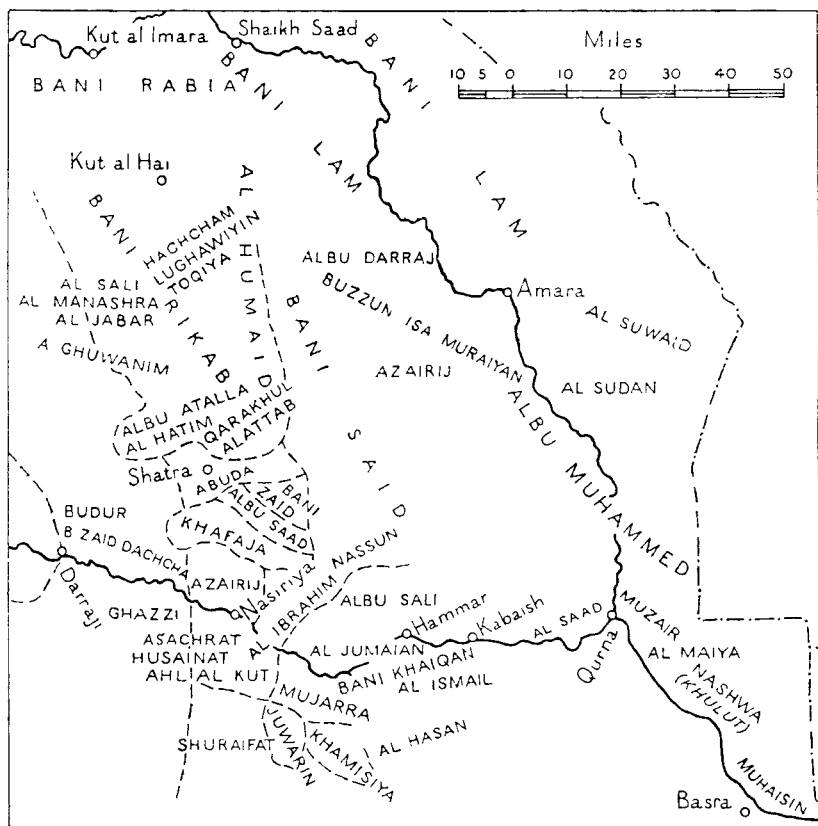 Kut al Imara
Shaikh Saad
BANI LAM
BANI LAM
Miles
10 5 0 10 20 30 40 50
BANI RABIA
Kut al Hai
BANI RIKAB
HACHCHAM
LUGHAWIYIN
TOQIYA
AL HUMAID
BANI SAID
AL SALI
AL MANASHRA
AL JABAR
A GHUWANIM
ALBU DARRAJ
BUZZUN ISA MURAIYAN
AZAIRIJ
Amara
AL SUWAID
AL SUDAN
ALBU MUHAMMED
ALBU ATALLA
AL HATIM
QARAKHUL
ALATTAB
Shatra
ABUDA
BANI
ZAID
ALBU SAAD
KHAFAJA
BUDUR
B ZAID DACHCHA
Darraji
AZAIRIJ
Nasiriya
AL IBRAHIM NASSUN
GHAZZI
ASACHRAT
HUSAINAT
AHL AL KUT
ALBU SALI
Hammar
Kabaish
AL SAAD
Qurna
MUZAIR
AL MAIYA
NASHWA
(KHULUT)
AL JUMAIAN
BANI KHAIQAN
AL ISMAIL
MUJARRA
AL HASAN
SHURAIFAT
JUWARIN
KHAMISIYA
MUHAISIN
Basra